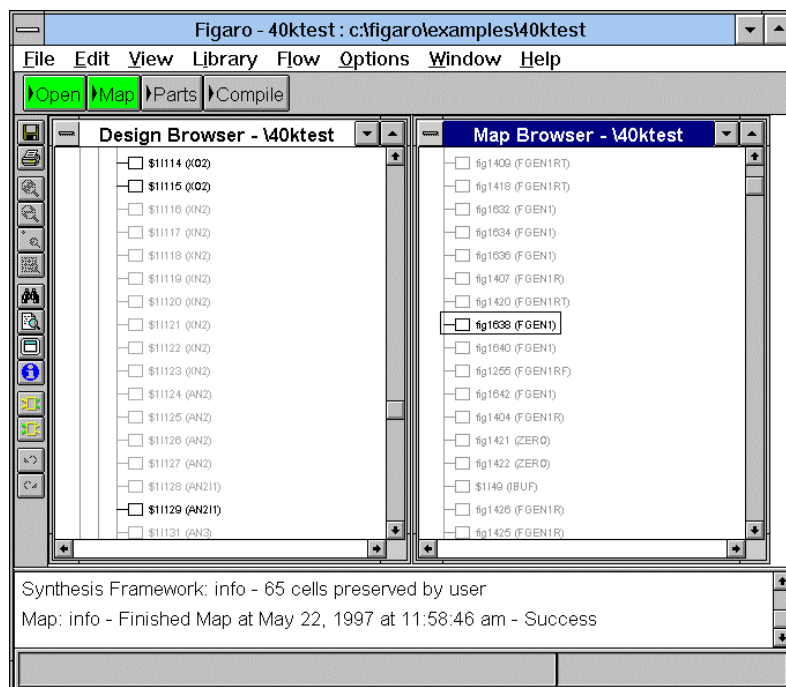 Figaro - 40ktest : c:\figaro\examples\40ktest
File Edit View Library Flow Options Window Help
Open Map Parts Compile
Design Browser - \40ktest
$1I114 (XO2)
$1I115 (XO2)
$1I116 (XN2)
$1I117 (XN2)
$1I118 (XN2)
$1I119 (XN2)
$1I120 (XN2)
$1I121 (XN2)
$1I122 (XN2)
$1I123 (XN2)
$1I124 (AN2)
$1I125 (AN2)
$1I126 (AN2)
$1I127 (AN2)
$1I128 (AN2I1)
$1I129 (AN2I1)
$1I131 (AN3)
Map Browser - \40ktest
fig1409 (FGEN1RT)
fig1418 (FGEN1RT)
fig1632 (FGEN1)
fig1634 (FGEN1)
fig1636 (FGEN1)
fig1407 (FGEN1R)
fig1420 (FGEN1RT)
fig1638 (FGEN1)
fig1640 (FGEN1)
fig1255 (FGEN1RF)
fig1642 (FGEN1)
fig1404 (FGEN1R)
fig1421 (ZERO)
fig1422 (ZERO)
$1I49 (IBUF)
fig1426 (FGEN1R)
fig1425 (FGEN1R)
Synthesis Framework: info - 65 cells preserved by user
Map: info - Finished Map at May 22, 1997 at 11:58:46 am - Success